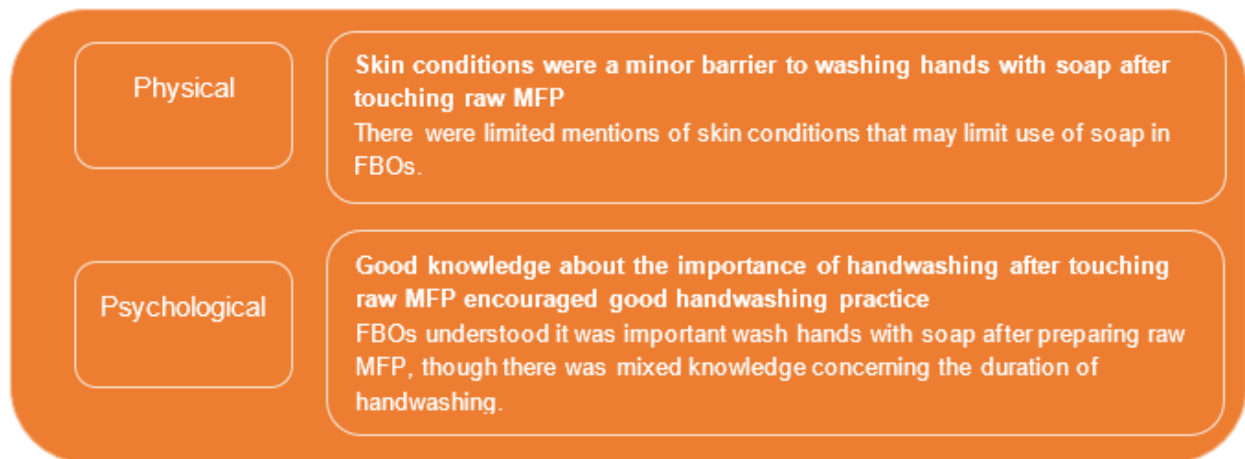 Physical
Skin conditions were a minor barrier to washing hands with soap after
touching raw MFP
There were limited mentions of skin conditions that may limit use of soap in
FBOs.
Psychological
Good knowledge about the importance of handwashing after touching
raw MFP encouraged good handwashing practice
FBOs understood it was important wash hands with soap after preparing raw
MFP, though there was mixed knowledge concerning the duration of
handwashing.